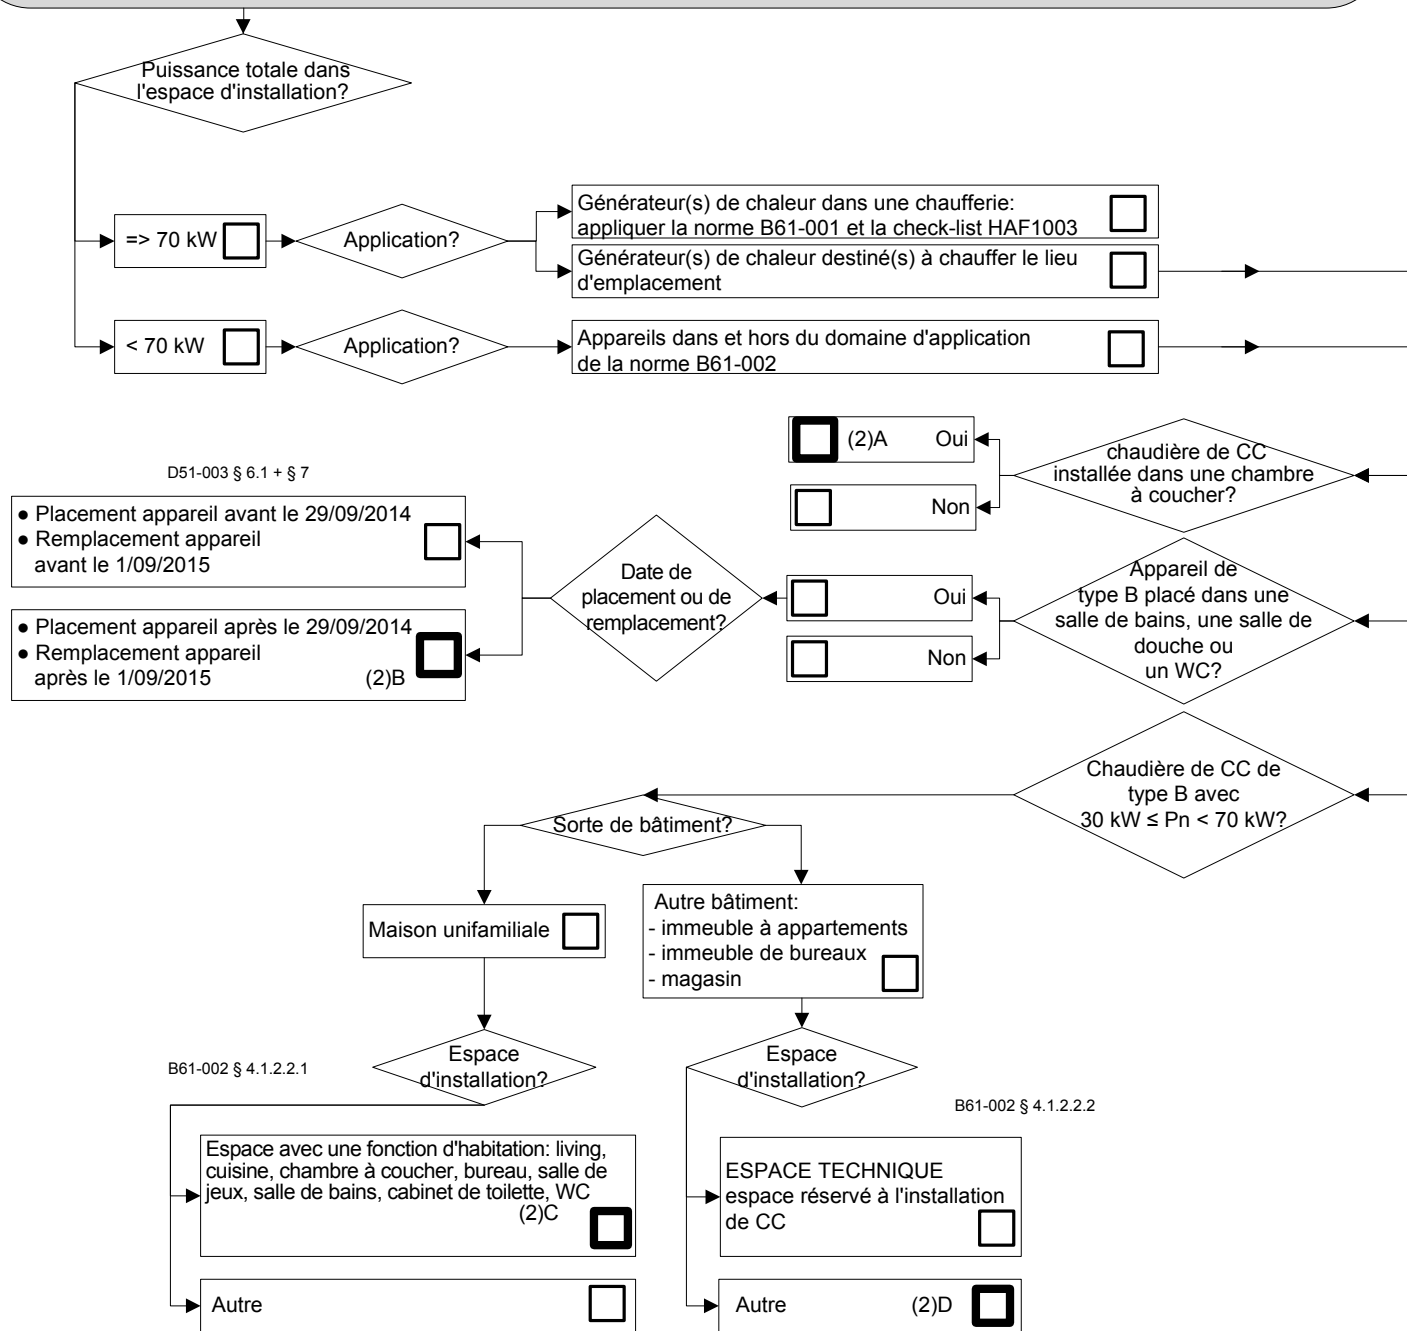 Puissance totale dans
l'espace d'installation?
=> 70 kW
Application?
Générateur(s) de chaleur dans une chaufferie:
appliquer la norme B61-001 et la check-list HAF1003
Générateur(s) de chaleur destiné(s) à chauffer le lieu
d'emplacement
< 70 kW
Application?
Appareils dans et hors du domaine d'application
de la norme B61-002
chaudière de CC
installée dans une chambre
à coucher?
(2)A Oui
Non
D51-003 § 6.1 + § 7
● Placement appareil avant le 29/09/2014
● Remplacement appareil
avant le 1/09/2015
Date de
placement ou de
remplacement?
Oui
Non
Appareil de
type B placé dans une
salle de bains, une salle de
douche ou
un WC?
● Placement appareil après le 29/09/2014
● Remplacement appareil
après le 1/09/2015 (2)B
Chaudière de CC de
type B avec
30 kW ≤ Pn < 70 kW?
Sorte de bâtiment?
Maison unifamiliale
Autre bâtiment:
- immeuble à appartements
- immeuble de bureaux
- magasin
B61-002 § 4.1.2.2.1
Espace
d'installation?
Espace
d'installation?
B61-002 § 4.1.2.2.2
Espace avec une fonction d'habitation: living,
cuisine, chambre à coucher, bureau, salle de
jeux, salle de bains, cabinet de toilette, WC
(2)C
ESPACE TECHNIQUE
espace réservé à l'installation
de CC
Autre
Autre (2)D